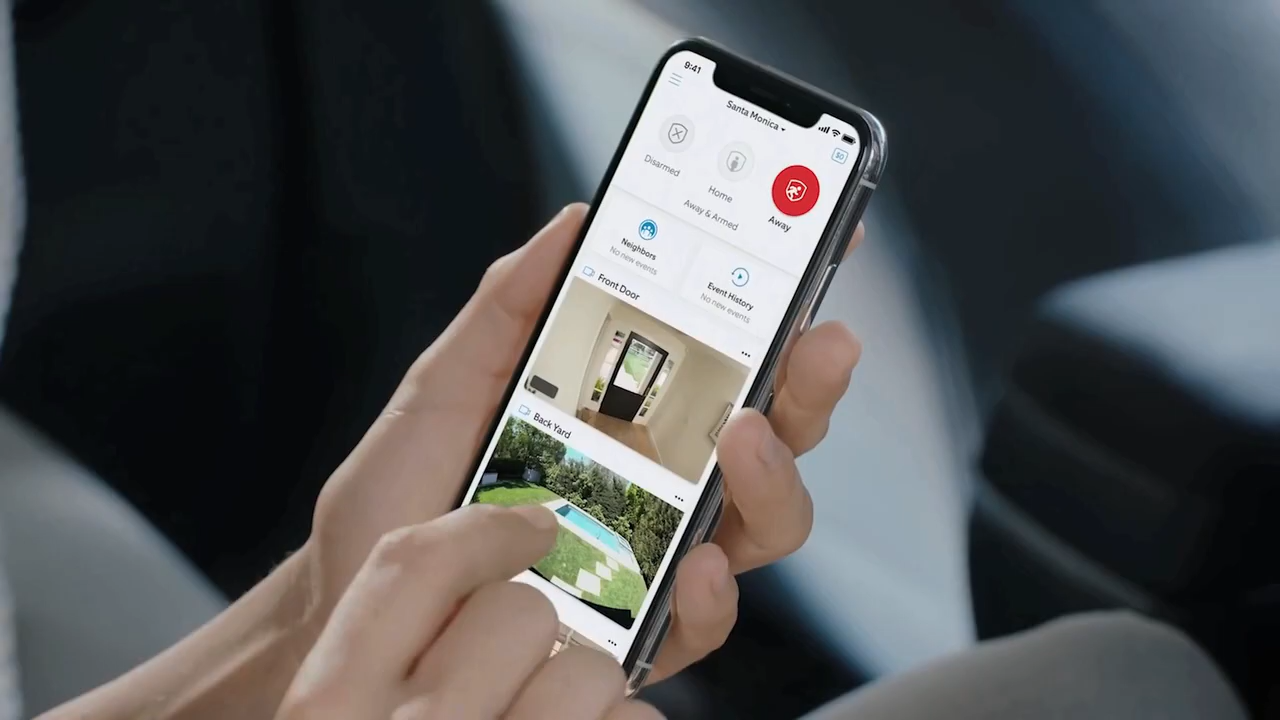 9:41
Santa Monica
Disarmed
Home
Away
Away & Armed
Neighbors
No new events
Event History
No new events
Front Door
Back Yard